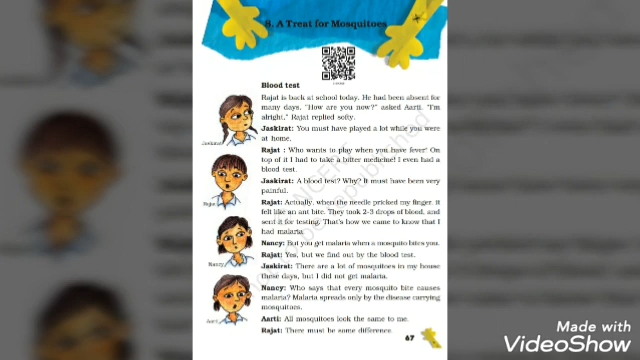 8. A Treat for Mosquitoes
Blood test
Rajat is back at school today. He had been absent for
many days. "How are you now?" asked Aarti. "I'm
alright," Rajat replied softly.
Jaskirat: You must have played a lot while you were
at home.
Rajat : Who wants to play when you have fever! On
top of it I had to take a bitter medicine! I even had a
blood test.
Jaskirat: A blood test? Why? It must have been very
painful.
Rajat: Actually, when the needle pricked my finger, it
felt like an ant bite. They took 2-3 drops of blood, and
sent it for testing. That's how we came to know that I
had malaria.
Nancy: But you get malaria when a mosquito bites you.
Rajat: Yes, but we find out by the blood test.
Jaskirat: There are a lot of mosquitoes in my house
these days, but I did not get malaria.
Nancy: Who says that every mosquito bite causes
malaria? Malaria spreads only by the disease carrying
mosquitoes.
Aarti: All mosquitoes look the same to me.
Rajat: There must be some difference.
Jaskirat
Rajat
Nancy
Aarti
67
Made with
VideoShow